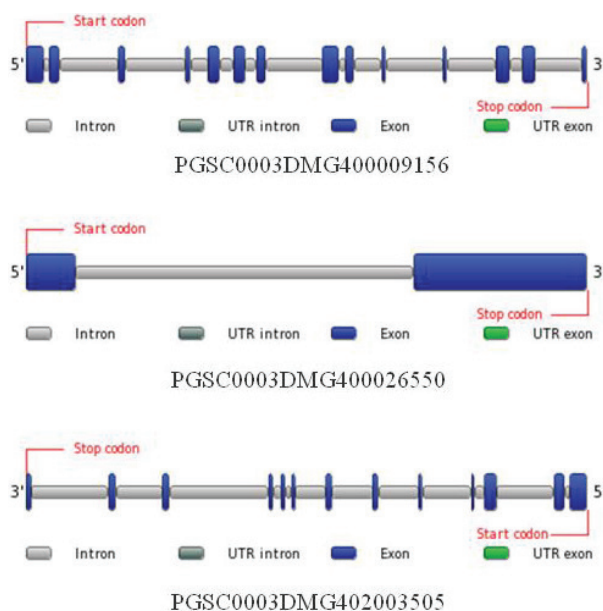 Start codon
5' 3
Stop codon
Intron UTR intron Exon UTR exon
PGSC0003DMG400009156
Start codon
5' 3
Stop codon
Intron UTR intron Exon UTR exon
PGSC0003DMG400026550
Stop codon
3' 5
Start codon
Intron UTR intron Exon UTR exon
PGSC0003DMG402003505